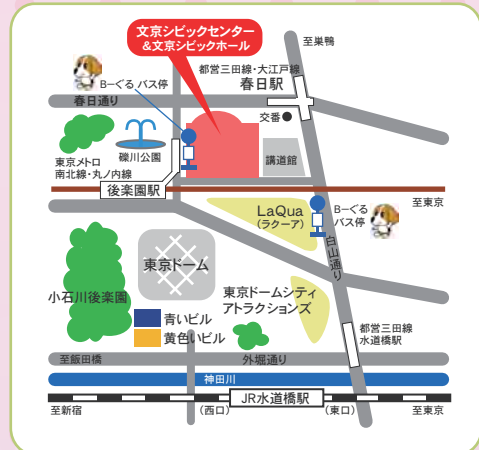 文京シビックセンター
&文京シビックホール
至巣鴨
都営三田線・大江戸線
春日駅
B−ぐる バス停
春日通り
交番
礫川公園
講道館
東京メトロ
南北線・丸ノ内線
後楽園駅
至東京
LaQua
(ラクーア)
B−ぐる
バス停
白山通り
東京ドーム
小石川後楽園
東京ドームシティ
アトラクションズ
青いビル
黄色いビル
都営三田線
水道橋駅
至飯田橋
外堀通り
神田川
JR水道橋駅
至新宿
(西口)
(東口)
至東京